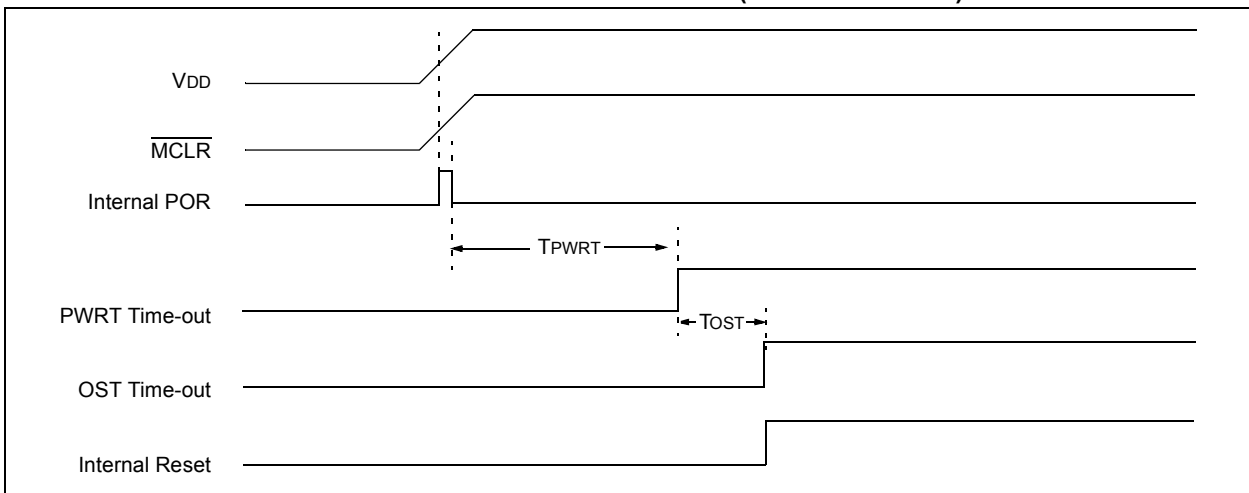 VDD
MCLR
Internal POR
TPWRT
PWRT Time-out
TOST
OST Time-out
Internal Reset